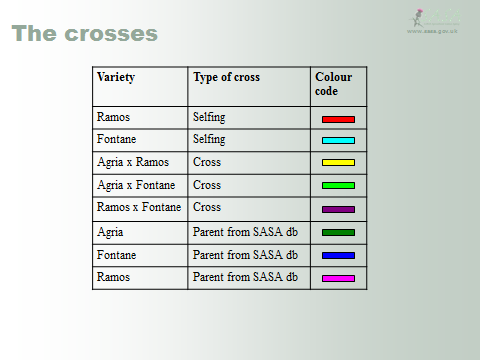 The crosses
www.sasa.gov.uk
Variety Type of cross Colour
code
Ramos Selfing
Fontane Selfing
Agria x Ramos Cross
Agria x Fontane Cross
Ramos x Fontane Cross
Agria Parent from SASA db
Fontane Parent from SASA db
Ramos Parent from SASA db